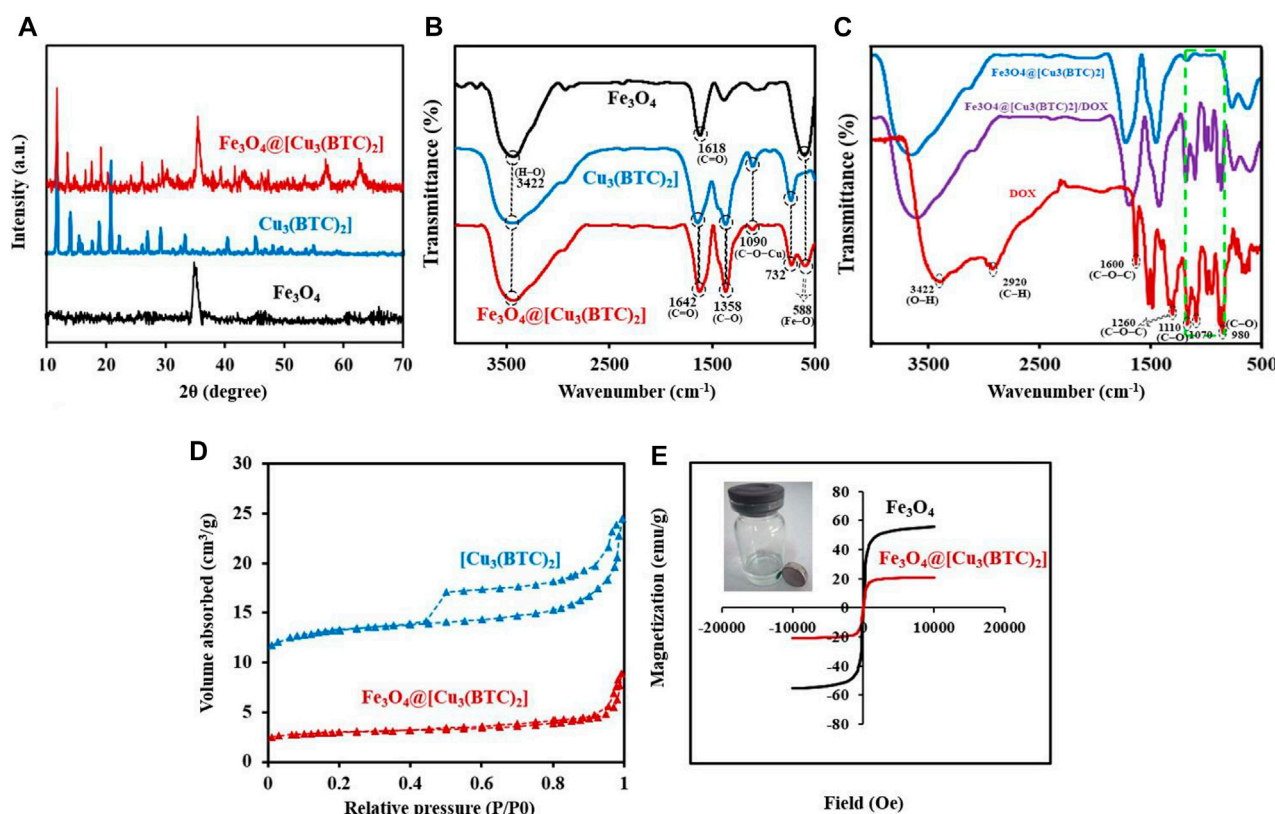 A
Intensity (a.u.)
Fe₃O₄@[Cu₃(BTC)₂]
Cu₃(BTC)₂]
Fe₃O₄
10 20 30 40 50 60 70
2θ (degree)
B
Transmittance (%)
Fe₃O₄
(H–O)
3422
1618
(C=O)
Cu₃(BTC)₂]
1090
(C–O–Cu)
732
1642
(C=O)
1358
(C–O)
588
(Fe–O)
Fe₃O₄@[Cu₃(BTC)₂]
3500 2500 1500 500
Wavenumber (cm⁻¹)
C
Transmittance (%)
Fe3O4@[Cu3(BTC)2]
Fe3O4@[Cu3(BTC)2]/DOX
DOX
3422
(O–H)
2920
(C–H)
1600
(C–O–C)
1260
(C–O–C)
1110
(C–O)
1070
(C–O)
980
3500 2500 1500 500
Wavenumber (cm⁻¹)
D
Volume absorbed (cm³/g)
30
25
20
15
10
5
0
[Cu₃(BTC)₂]
Fe₃O₄@[Cu₃(BTC)₂]
0 0.2 0.4 0.6 0.8 1
Relative pressure (P/P0)
E
Magnetization (emu/g)
80
60
40
20
0
-20
-40
-60
-80
Fe₃O₄
Fe₃O₄@[Cu₃(BTC)₂]
-20000 -10000 0 10000 20000
Field (Oe)